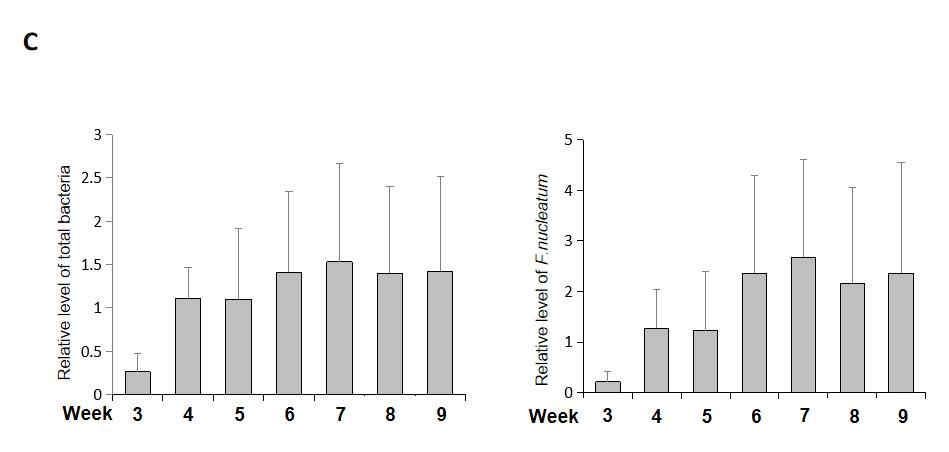 C
Relative level of total bacteria
3
2.5
2
1.5
1
0.5
0
Week 3 4 5 6 7 8 9
Relative level of F.nucleatum
5
4
3
2
1
0
Week 3 4 5 6 7 8 9